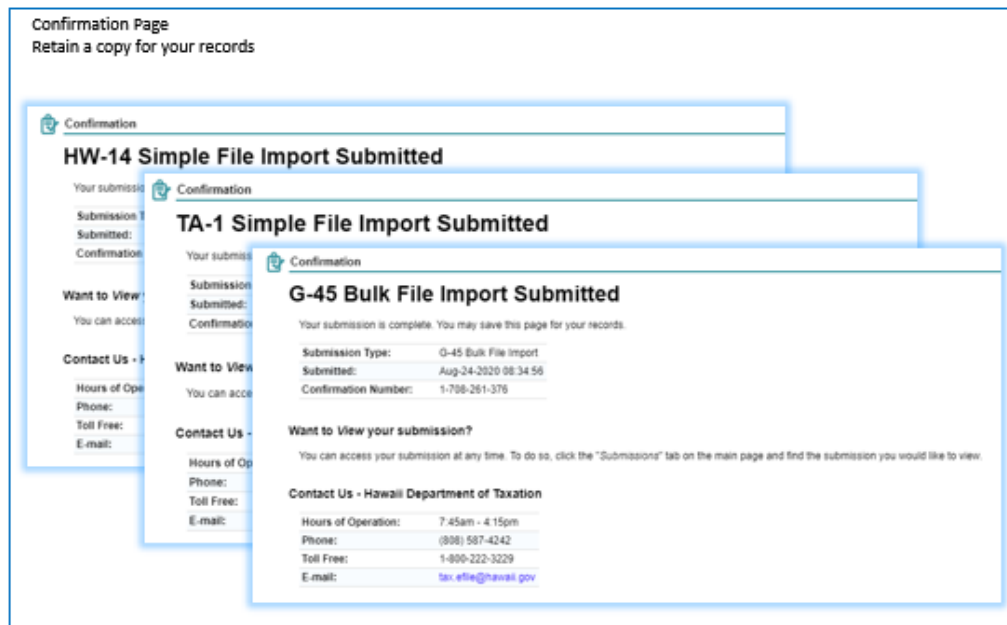 Confirmation Page
Retain a copy for your records
Confirmation
HW-14 Simple File Import Submitted
Your submissio
Submission T
Submitted:
Confirmation
Want to View y
You can access
Contact Us - H
Hours of Ope
Phone:
Toll Free:
E-mail:
Confirmation
TA-1 Simple File Import Submitted
Your submiss
Submission
Submitted:
Confirmation
Want to View
You can acce
Contact Us -
Hours of Op
Phone:
Toll Free:
E-mail:
Confirmation
G-45 Bulk File Import Submitted
Your submission is complete. You may save this page for your records.
Submission Type: G-45 Bulk File Import
Submitted: Aug-24-2020 08:34:56
Confirmation Number: 1-708-261-376
Want to View your submission?
You can access your submission at any time. To do so, click the "Submissions" tab on the main page and find the submission you would like to view.
Contact Us - Hawaii Department of Taxation
Hours of Operation: 7:45am - 4:15pm
Phone: (808) 587-4242
Toll Free: 1-800-222-3229
E-mail: tax.efile@hawaii.gov